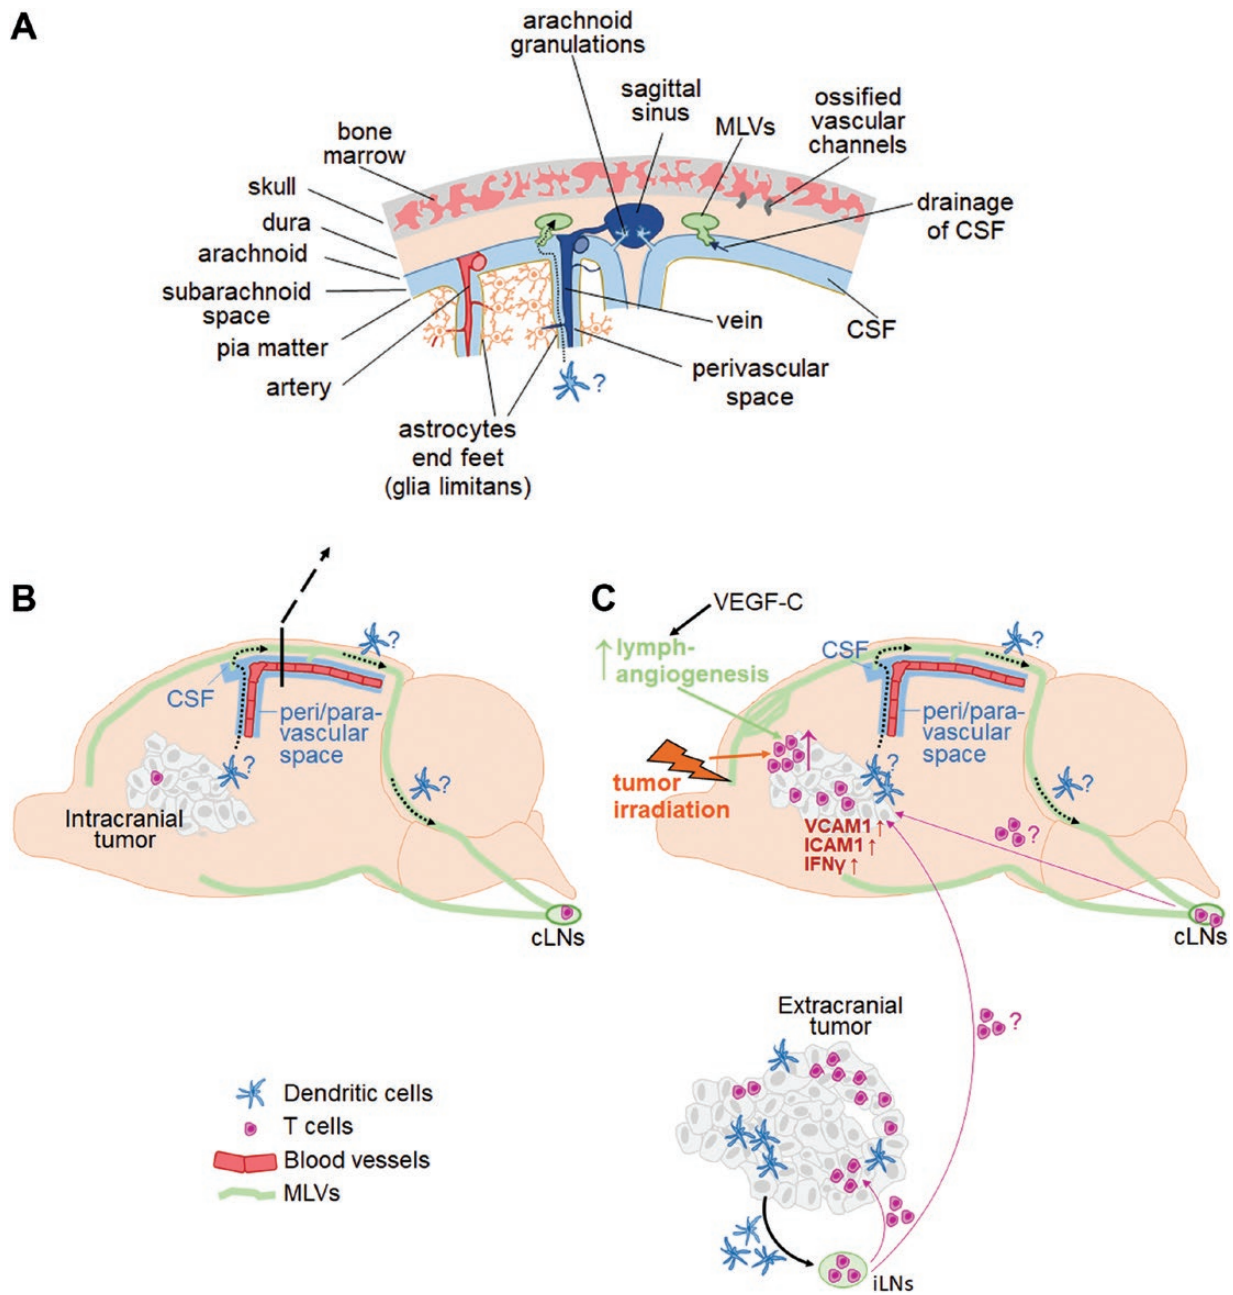 A
arachnoid
granulations
sagittal
sinus
MLVs
ossified
vascular
channels
bone
marrow
skull
dura
arachnoid
subarachnoid
space
pia matter
artery
drainage
of CSF
vein
CSF
perivascular
space
?
astrocytes
end feet
(glia limitans)
B
?
CSF
peri/para-
vascular
space
?
?
Intracranial
tumor
cLNs
C
VEGF-C
↑ lymph-
angiogenesis
?
CSF
peri/para-
vascular
space
?
?
tumor
irradiation
VCAM1↑
ICAM1↑
IFNγ↑
?
cLNs
Extracranial
tumor
?
iLNs
Dendritic cells
T cells
Blood vessels
MLVs